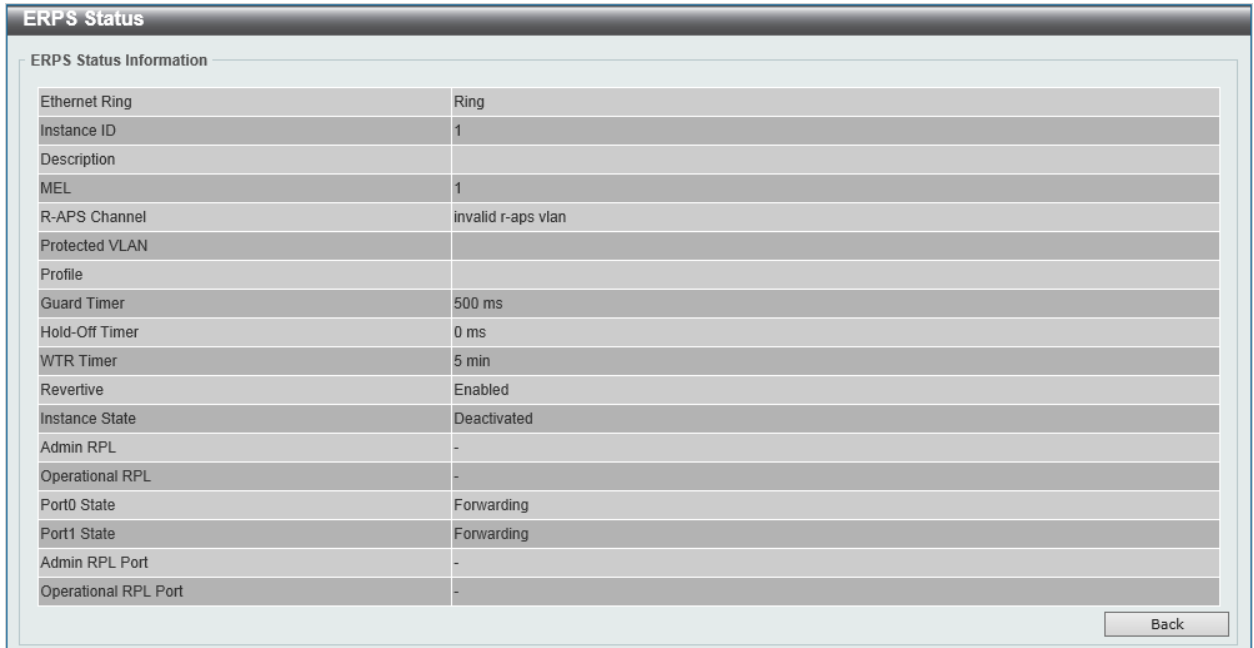 ERPS Status
ERPS Status Information
Ethernet Ring Ring
Instance ID 1
Description
MEL 1
R-APS Channel invalid r-aps vlan
Protected VLAN
Profile
Guard Timer 500 ms
Hold-Off Timer 0 ms
WTR Timer 5 min
Revertive Enabled
Instance State Deactivated
Admin RPL -
Operational RPL -
Port0 State Forwarding
Port1 State Forwarding
Admin RPL Port -
Operational RPL Port -
Back